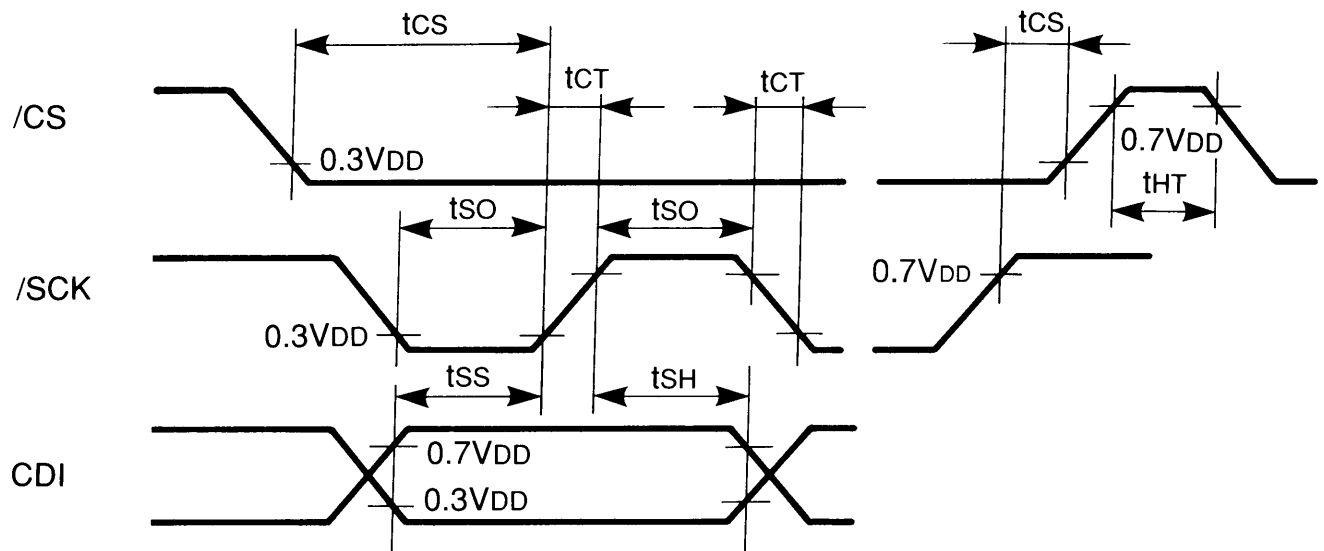 tCS
tCS
tCT
tCT
/CS
0.3VDD
0.7VDD
tHT
tSO
tSO
/SCK
0.7VDD
0.3VDD
tSS
tSH
CDI
0.7VDD
0.3VDD